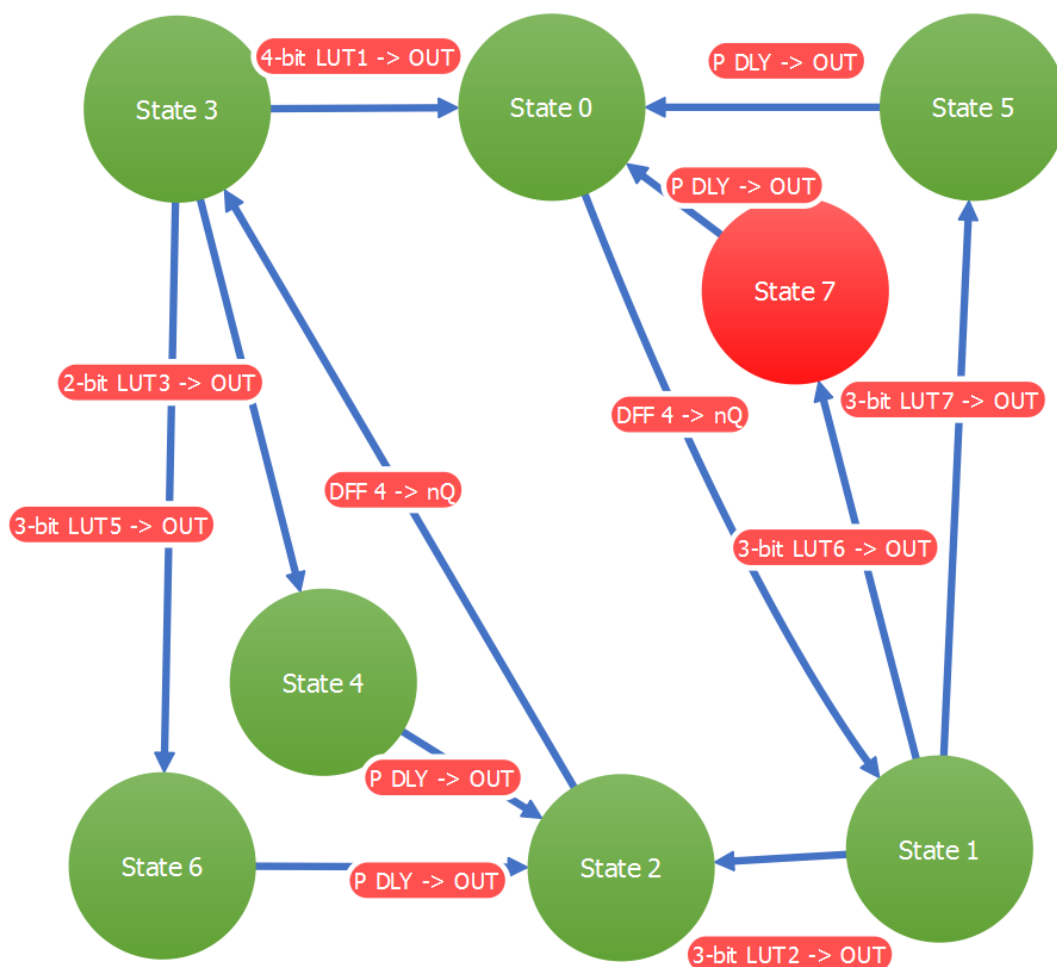 4-bit LUT1 -> OUT
P DLY -> OUT
State 3
State 0
State 5
P DLY -> OUT
State 7
2-bit LUT3 -> OUT
3-bit LUT7 -> OUT
DFF 4 -> nQ
DFF 4 -> nQ
3-bit LUT5 -> OUT
3-bit LUT6 -> OUT
State 4
P DLY -> OUT
State 6
State 2
State 1
P DLY -> OUT
3-bit LUT2 -> OUT